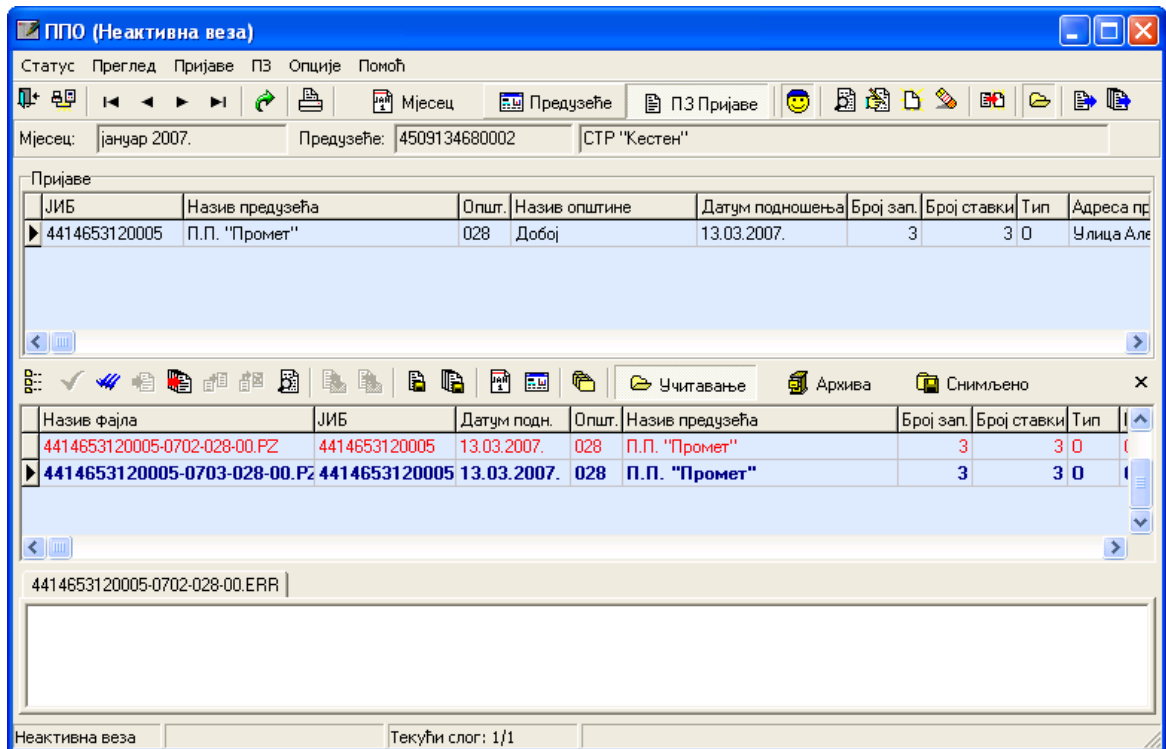 ППО (Неактивна веза)
Статус Преглед Пријаве ПЗ Опције Помоћ
Мјесец Предузеће ПЗ Пријаве
Мјесец: јануар 2007. Предузеће: 4509134680002 СТР "Кестен"
Пријаве
ЈИБ Назив предузећа Општ. Назив општине Датум подношења Број зап. Број ставки Тип Адреса пр
4414653120005 П.П. "Промет" 028 Добој 13.03.2007. 3 3 О Улица Але
Учитавање Архива Снимљено
Назив фајла ЈИБ Датум подн. Општ. Назив предузећа Број зап. Број ставки Тип
4414653120005-0702-028-00.PZ 4414653120005 13.03.2007. 028 П.П. "Промет" 3 3 О
4414653120005-0703-028-00.PZ 4414653120005 13.03.2007. 028 П.П. "Промет" 3 3 О
4414653120005-0702-028-00.ERR
Неактивна веза Текући слог: 1/1